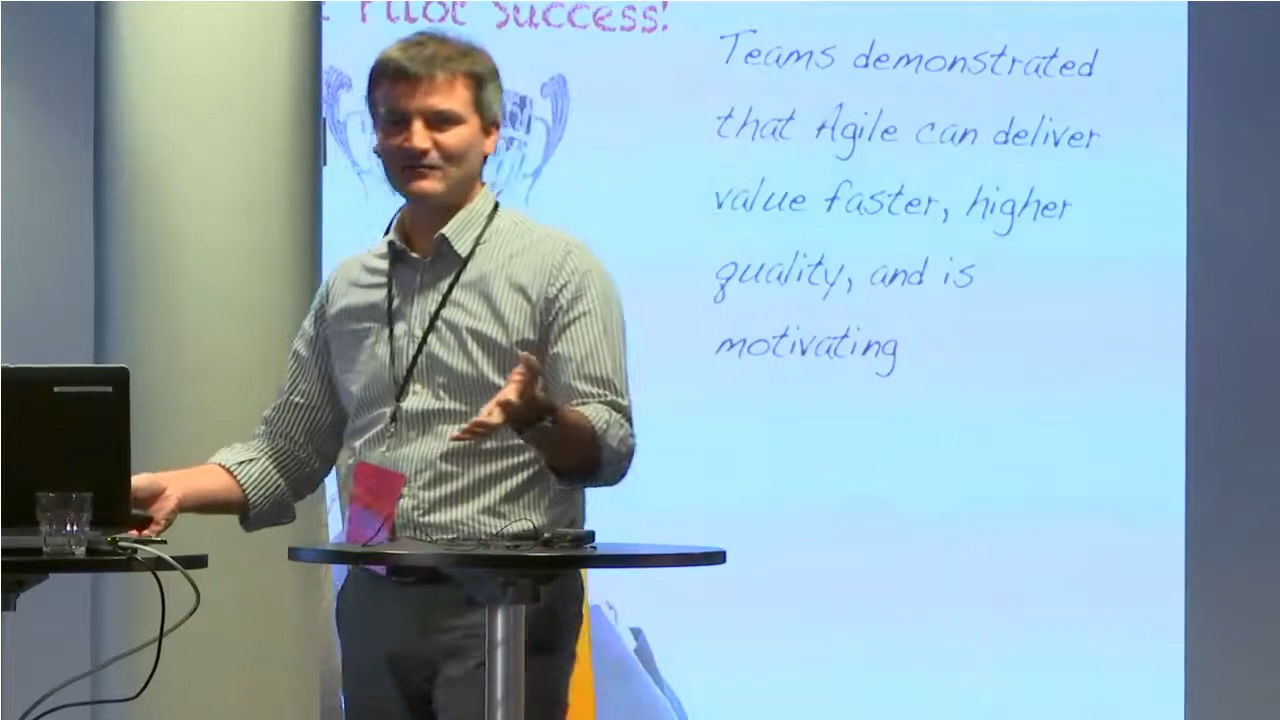 Pilot Success!
Teams demonstrated
that Agile can deliver
value faster, higher
quality, and is
motivating